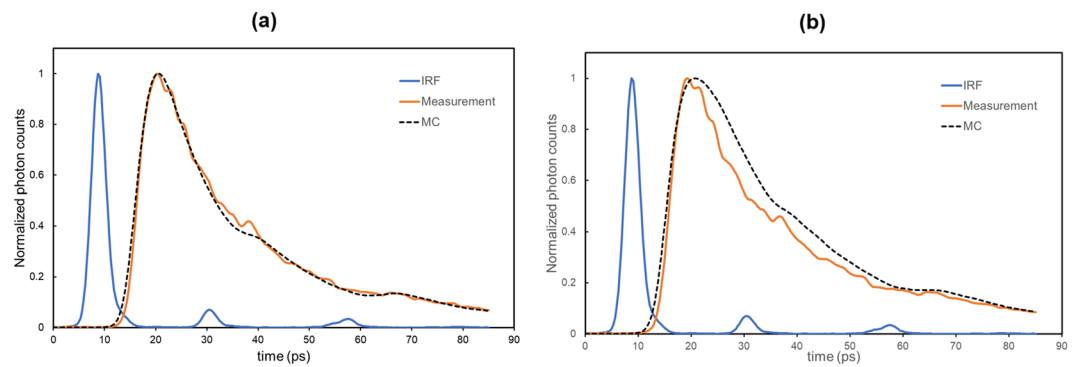 (a)
Normalized photon counts
1
0.8
0.6
0.4
0.2
0
0 10 20 30 40 50 60 70 80 90
time (ps)
IRF
Measurement
MC
(b)
Normalized photon counts
1
0.8
0.6
0.4
0.2
0
0 10 20 30 40 50 60 70 80 90
time (ps)
IRF
Measurement
MC